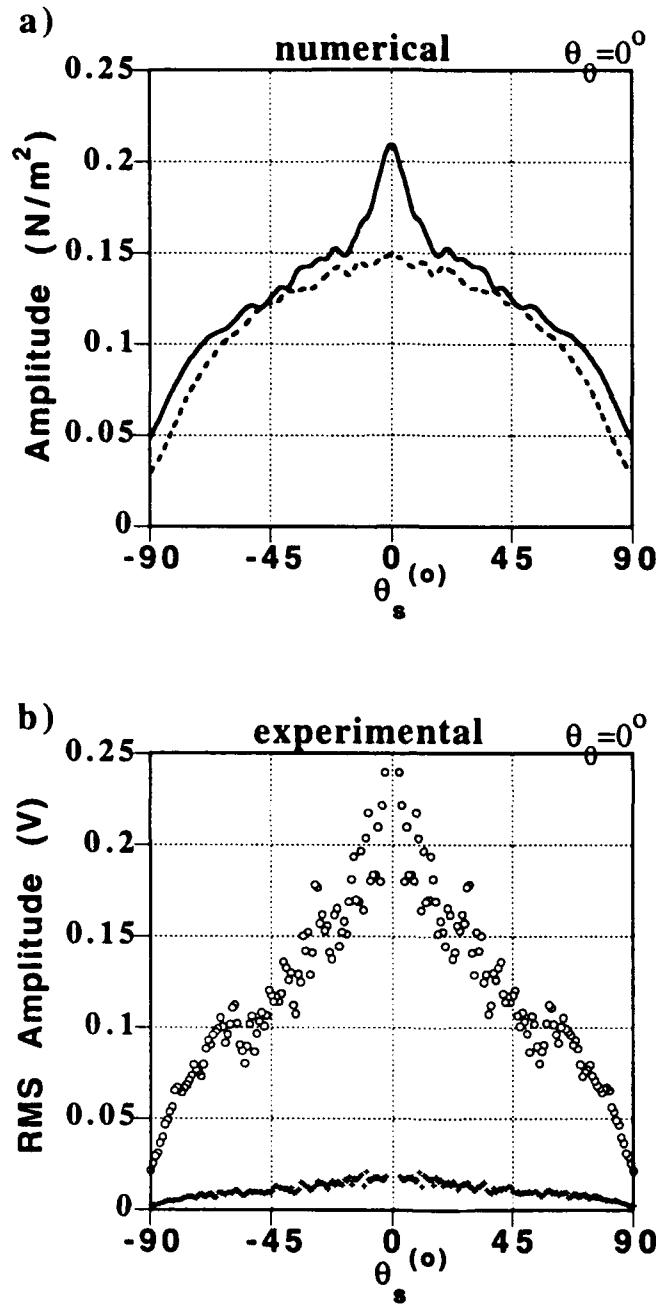 a)
numerical θ₀=0°
0.25
0.2
0.15
0.1
0.05
0
Amplitude (N/m²)
-90 -45 0 45 90
θₛ(o)
b)
experimental θ₀=0°
0.25
0.2
0.15
0.1
0.05
0
RMS Amplitude (V)
-90 -45 0 45 90
θₛ(o)